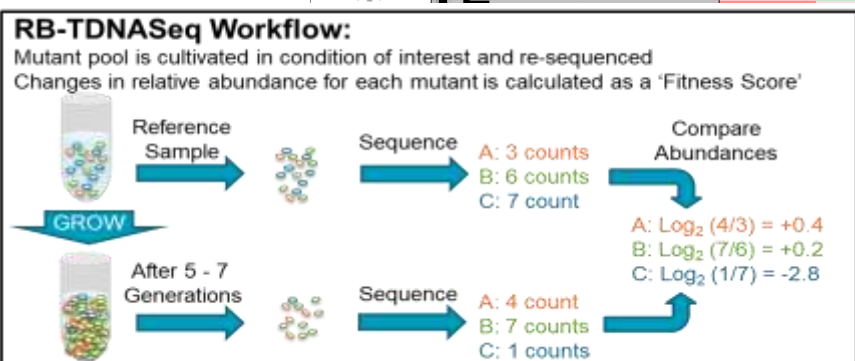 RB-TDNASeq Workflow:
Mutant pool is cultivated in condition of interest and re-sequenced
Changes in relative abundance for each mutant is calculated as a 'Fitness Score'
Reference
Sample
Sequence
A: 3 counts
B: 6 counts
C: 7 count
Compare
Abundances
GROW
A: Log₂ (4/3) = +0.4
B: Log₂ (7/6) = +0.2
C: Log₂ (1/7) = -2.8
After 5 - 7
Generations
Sequence
A: 4 count
B: 7 counts
C: 1 counts